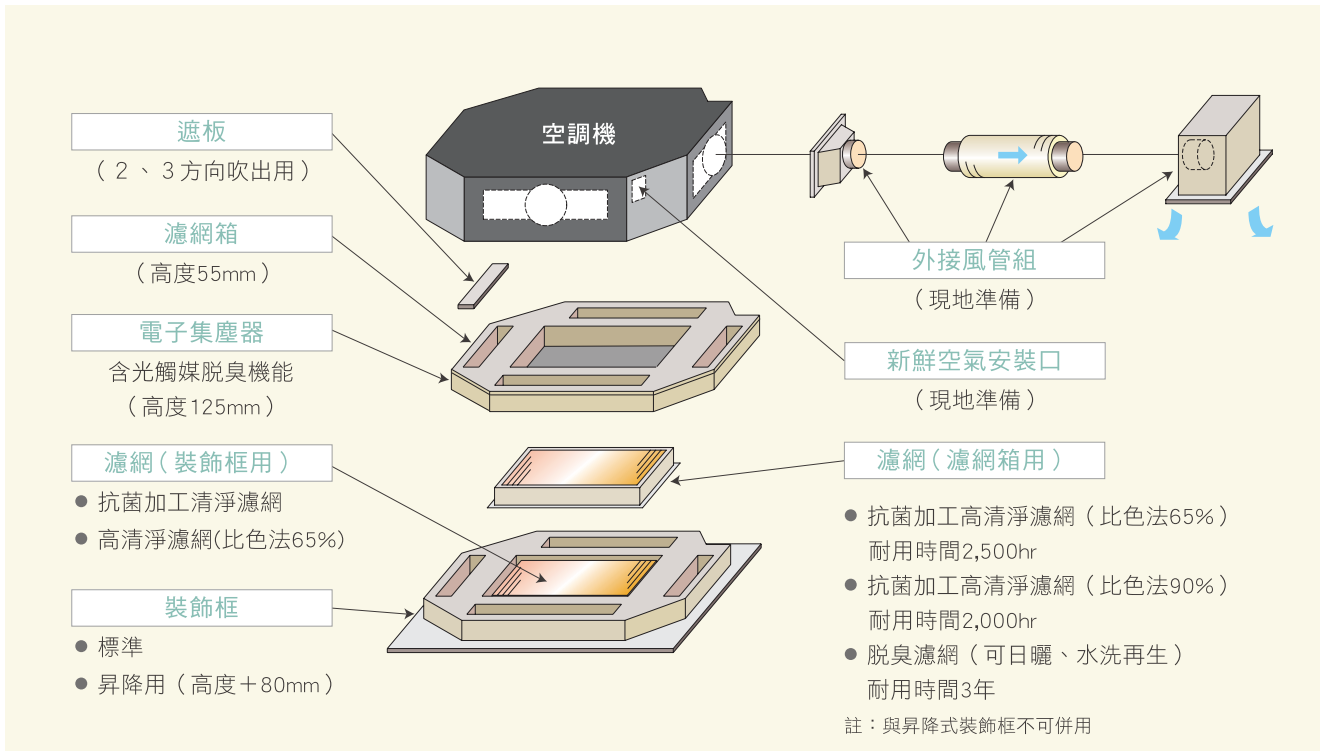 空調機
遮板
（２、３方向吹出用）
濾網箱
（高度55mm）
電子集塵器
含光觸媒脱臭機能
（高度125mm）
濾網（裝飾框用）
● 抗菌加工清淨濾網
● 高清淨濾網(比色法65%)
裝飾框
● 標準
● 昇降用（高度＋80mm）
外接風管組
（現地準備）
新鮮空氣安裝口
（現地準備）
濾網（濾網箱用）
● 抗菌加工高清淨濾網（比色法65%）
耐用時間2,500hr
● 抗菌加工高清淨濾網（比色法90%）
耐用時間2,000hr
● 脱臭濾網（可日曬、水洗再生）
耐用時間3年
註：與昇降式裝飾框不可併用